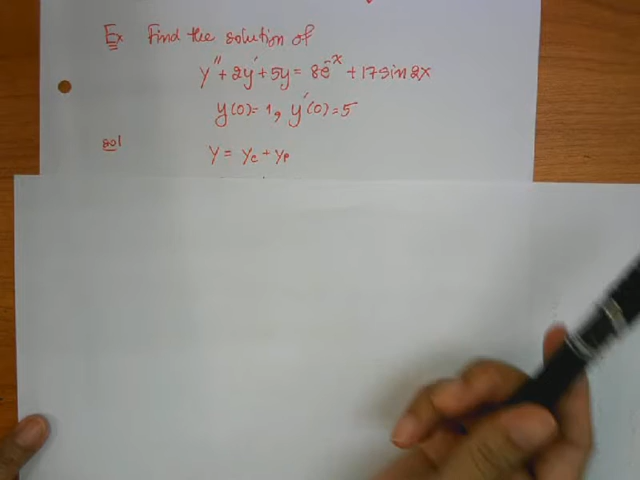 Ex Find the solution of
y'' + 2y' + 5y = 8e^-x + 17 sin 2x
y(0) = 1, y'(0) = 5
sol y = yc + yp